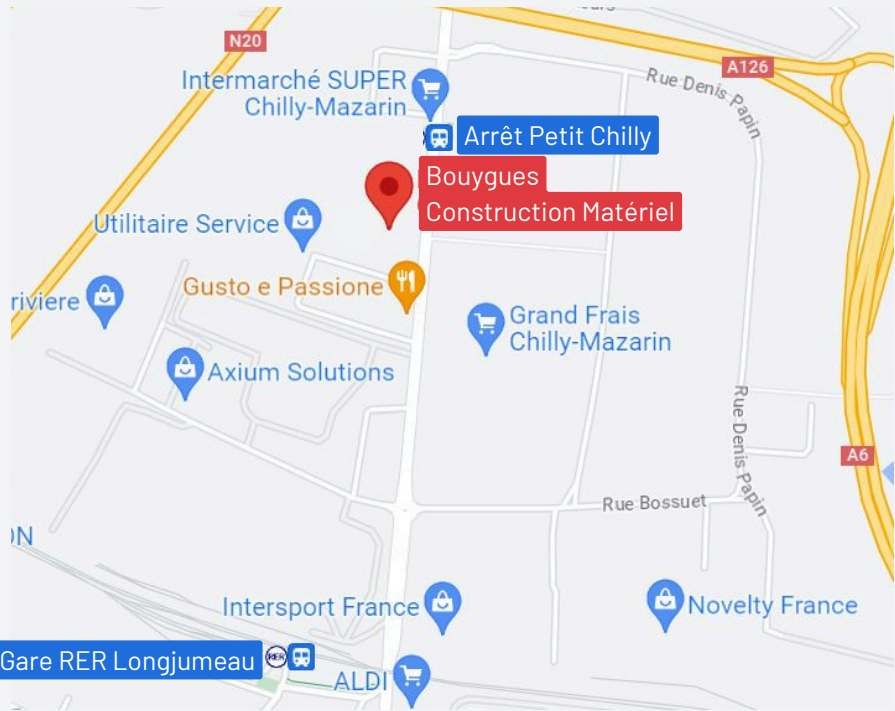 N20
Intermarché SUPER
Chilly-Mazarin
A126
Rue Denis Papin
Arrêt Petit Chilly
Bouygues
Construction Matériel
Utilitaire Service
Gusto e Passione
riviere
Grand Frais
Chilly-Mazarin
Axium Solutions
Rue Denis Papin
A6
Rue Bossuet
Intersport France
Novelty France
Gare RER Longjumeau
RER
ALDI